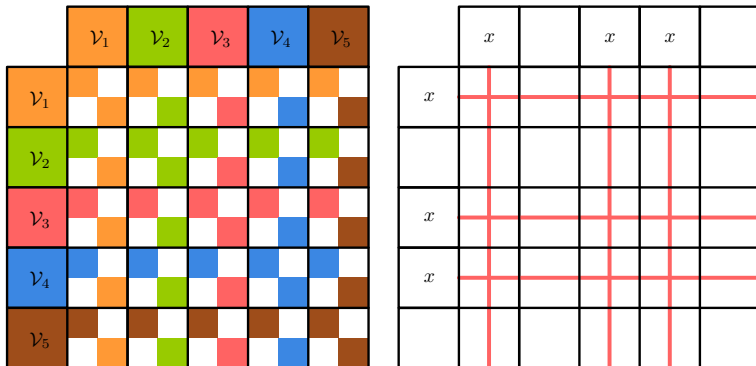 𝒱₁ 𝒱₂ 𝒱₃ 𝒱₄ 𝒱₅
x x x
𝒱₁
x
𝒱₂
𝒱₃
x
𝒱₄
x
𝒱₅